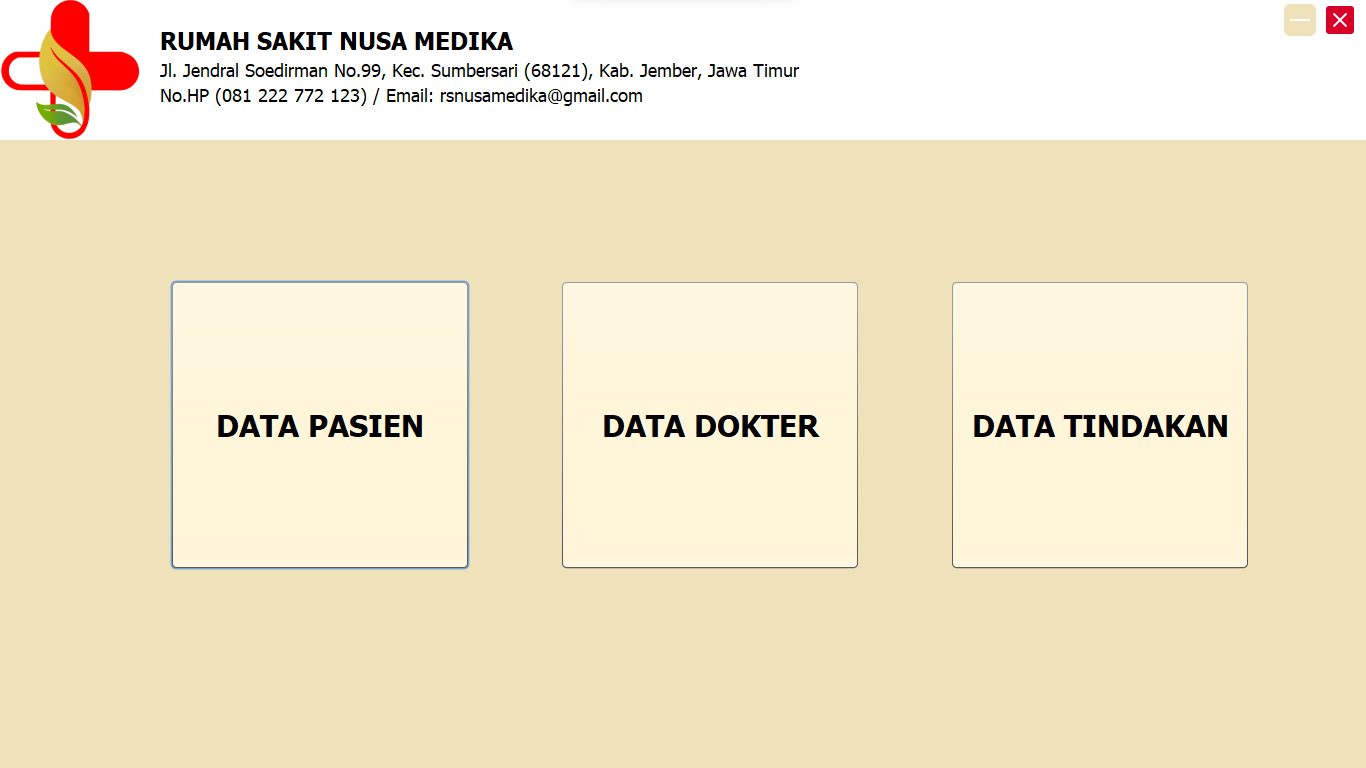 RUMAH SAKIT NUSA MEDIKA
Jl. Jendral Soedirman No.99, Kec. Sumbersari (68121), Kab. Jember, Jawa Timur
No.HP (081 222 772 123) / Email: rsnusamedika@gmail.com
DATA PASIEN
DATA DOKTER
DATA TINDAKAN